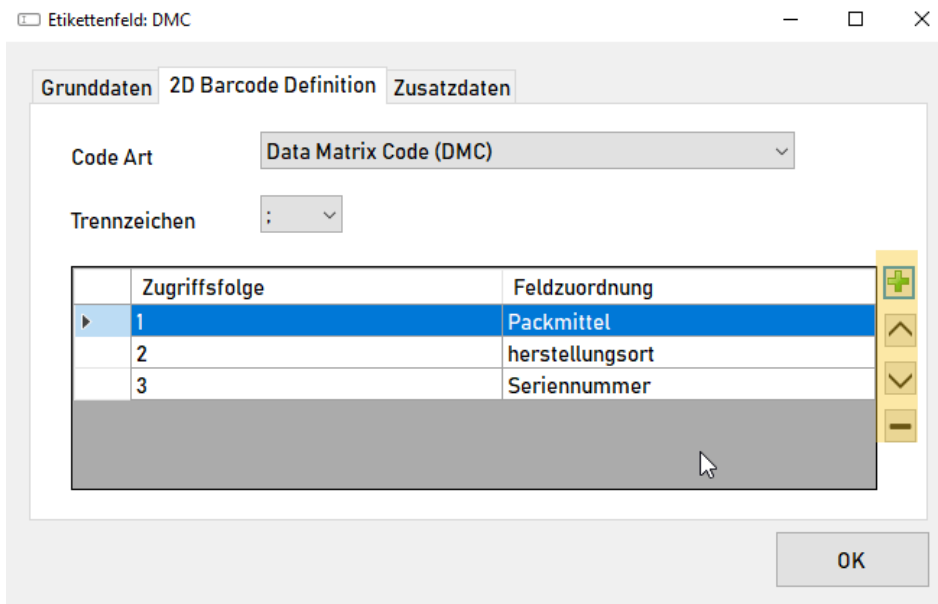 Etikettenfeld: DMC
Grunddaten 2D Barcode Definition Zusatzdaten
Code Art Data Matrix Code (DMC)
Trennzeichen ;
Zugriffsfolge Feldzuordnung
1 Packmittel
2 herstellungsort
3 Seriennummer
OK